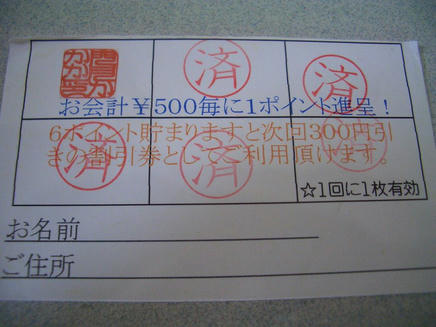 済
済
お会計￥500毎に1ポイント進呈！
6ポイント貯まりますと次回300円引
きの割引券としてご利用頂けます。
済
済
済
☆1回に1枚有効
お名前
ご住所